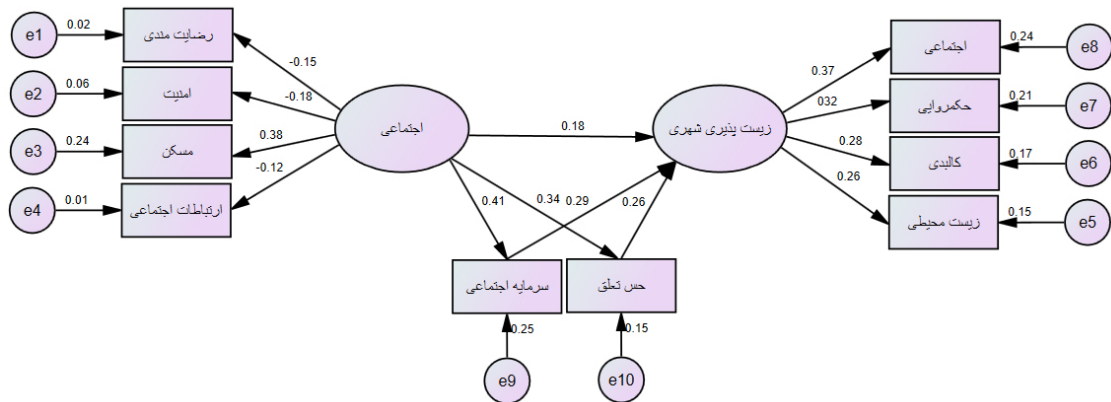 e1
0.02
رضایت مندی
e2
0.06
امنیت
e3
0.24
مسکن
e4
0.01
ارتباطات اجتماعی
-0.15
-0.18
0.38
-0.12
اجتماعی
0.18
زیست پذیری شهری
0.41
0.34
0.29
0.26
سرمایه اجتماعی
حس تعلق
0.25
0.15
e9
e10
0.37
032
0.28
0.26
اجتماعی
0.24
e8
حکمروایی
0.21
e7
کالبدی
0.17
e6
زیست محیطی
0.15
e5